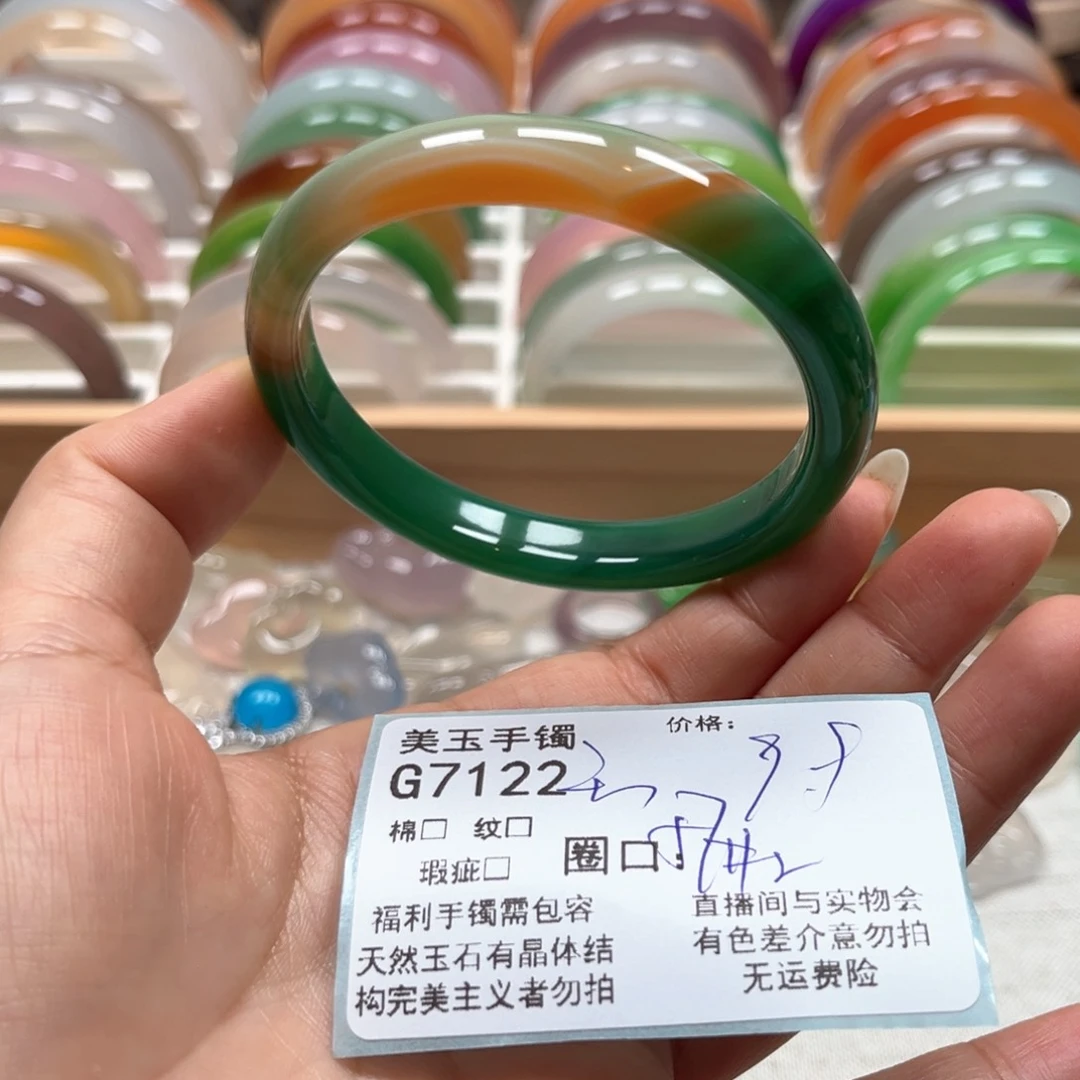 美玉手镯
价格：
G7122
棉□ 纹□
圈口：57
瑕疵□
福利手镯需包容
天然玉石有晶体结
构完美主义者勿拍
直播间与实物会
有色差介意勿拍
无运费险